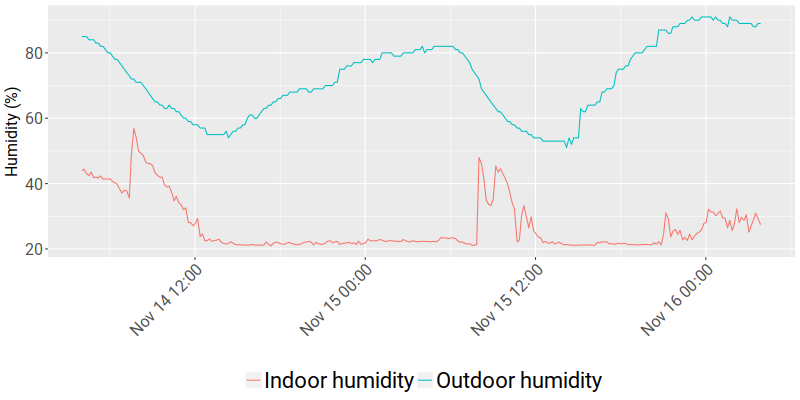 Humidity (%)
80
60
40
20
Nov 14 12:00
Nov 15 00:00
Nov 15 12:00
Nov 16 00:00
Indoor humidity Outdoor humidity